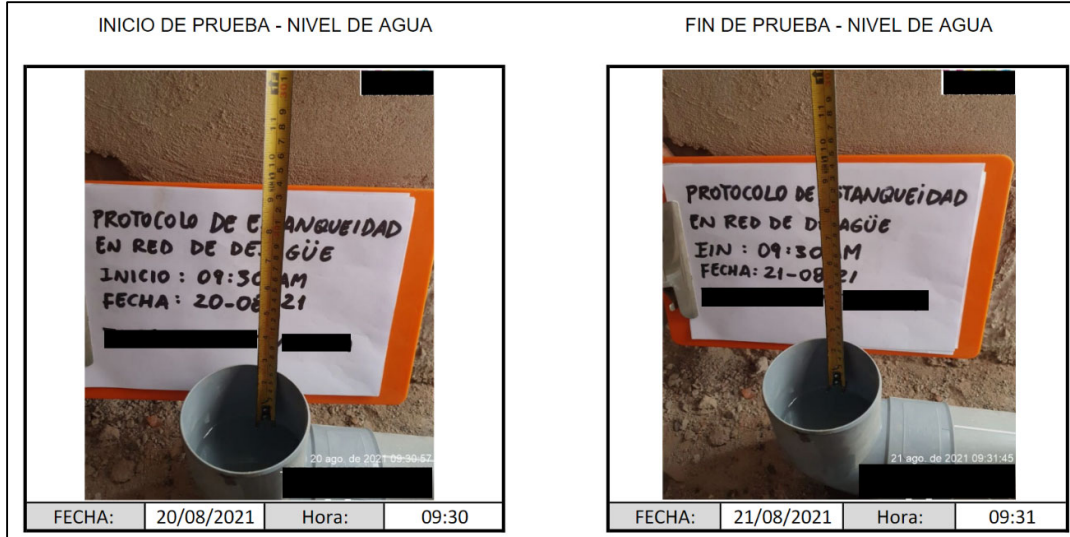 INICIO DE PRUEBA - NIVEL DE AGUA
PROTOCOLO DE E ANQUEIDAD
EN RED DE DE GÜE
INICIO: 09:30 AM
FECHA: 20-08 21
20 ago. de 2021 09:30:57
FECHA: 20/08/2021 Hora: 09:30
FIN DE PRUEBA - NIVEL DE AGUA
PROTOCOLO DE STANQUEIDAD
EN RED DE D AGÜE
FIN : 09:30 M
FECHA: 21-08 21
21 ago. de 2021 09:31:45
FECHA: 21/08/2021 Hora: 09:31